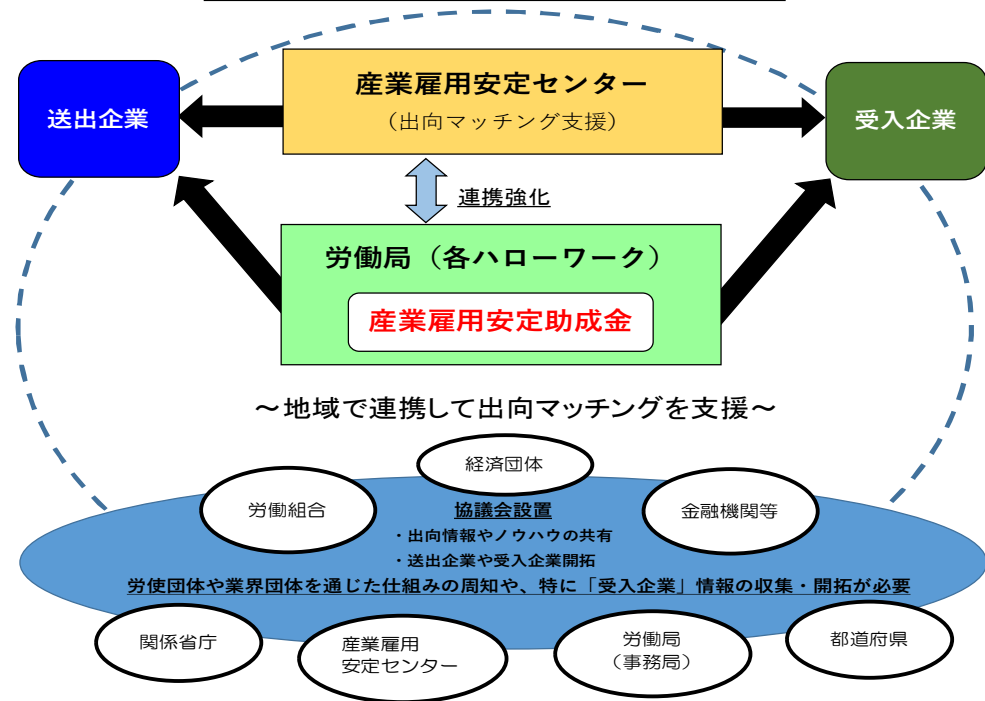 送出企業
産業雇用安定センター
（出向マッチング支援）
受入企業
連携強化
労働局（各ハローワーク）
産業雇用安定助成金
～地域で連携して出向マッチングを支援～
経済団体
労働組合
金融機関等
協議会設置
・出向情報やノウハウの共有
・送出企業や受入企業開拓
労使団体や業界団体を通じた仕組みの周知や、特に「受入企業」情報の収集・開拓が必要
関係省庁
産業雇用
安定センター
労働局
（事務局）
都道府県